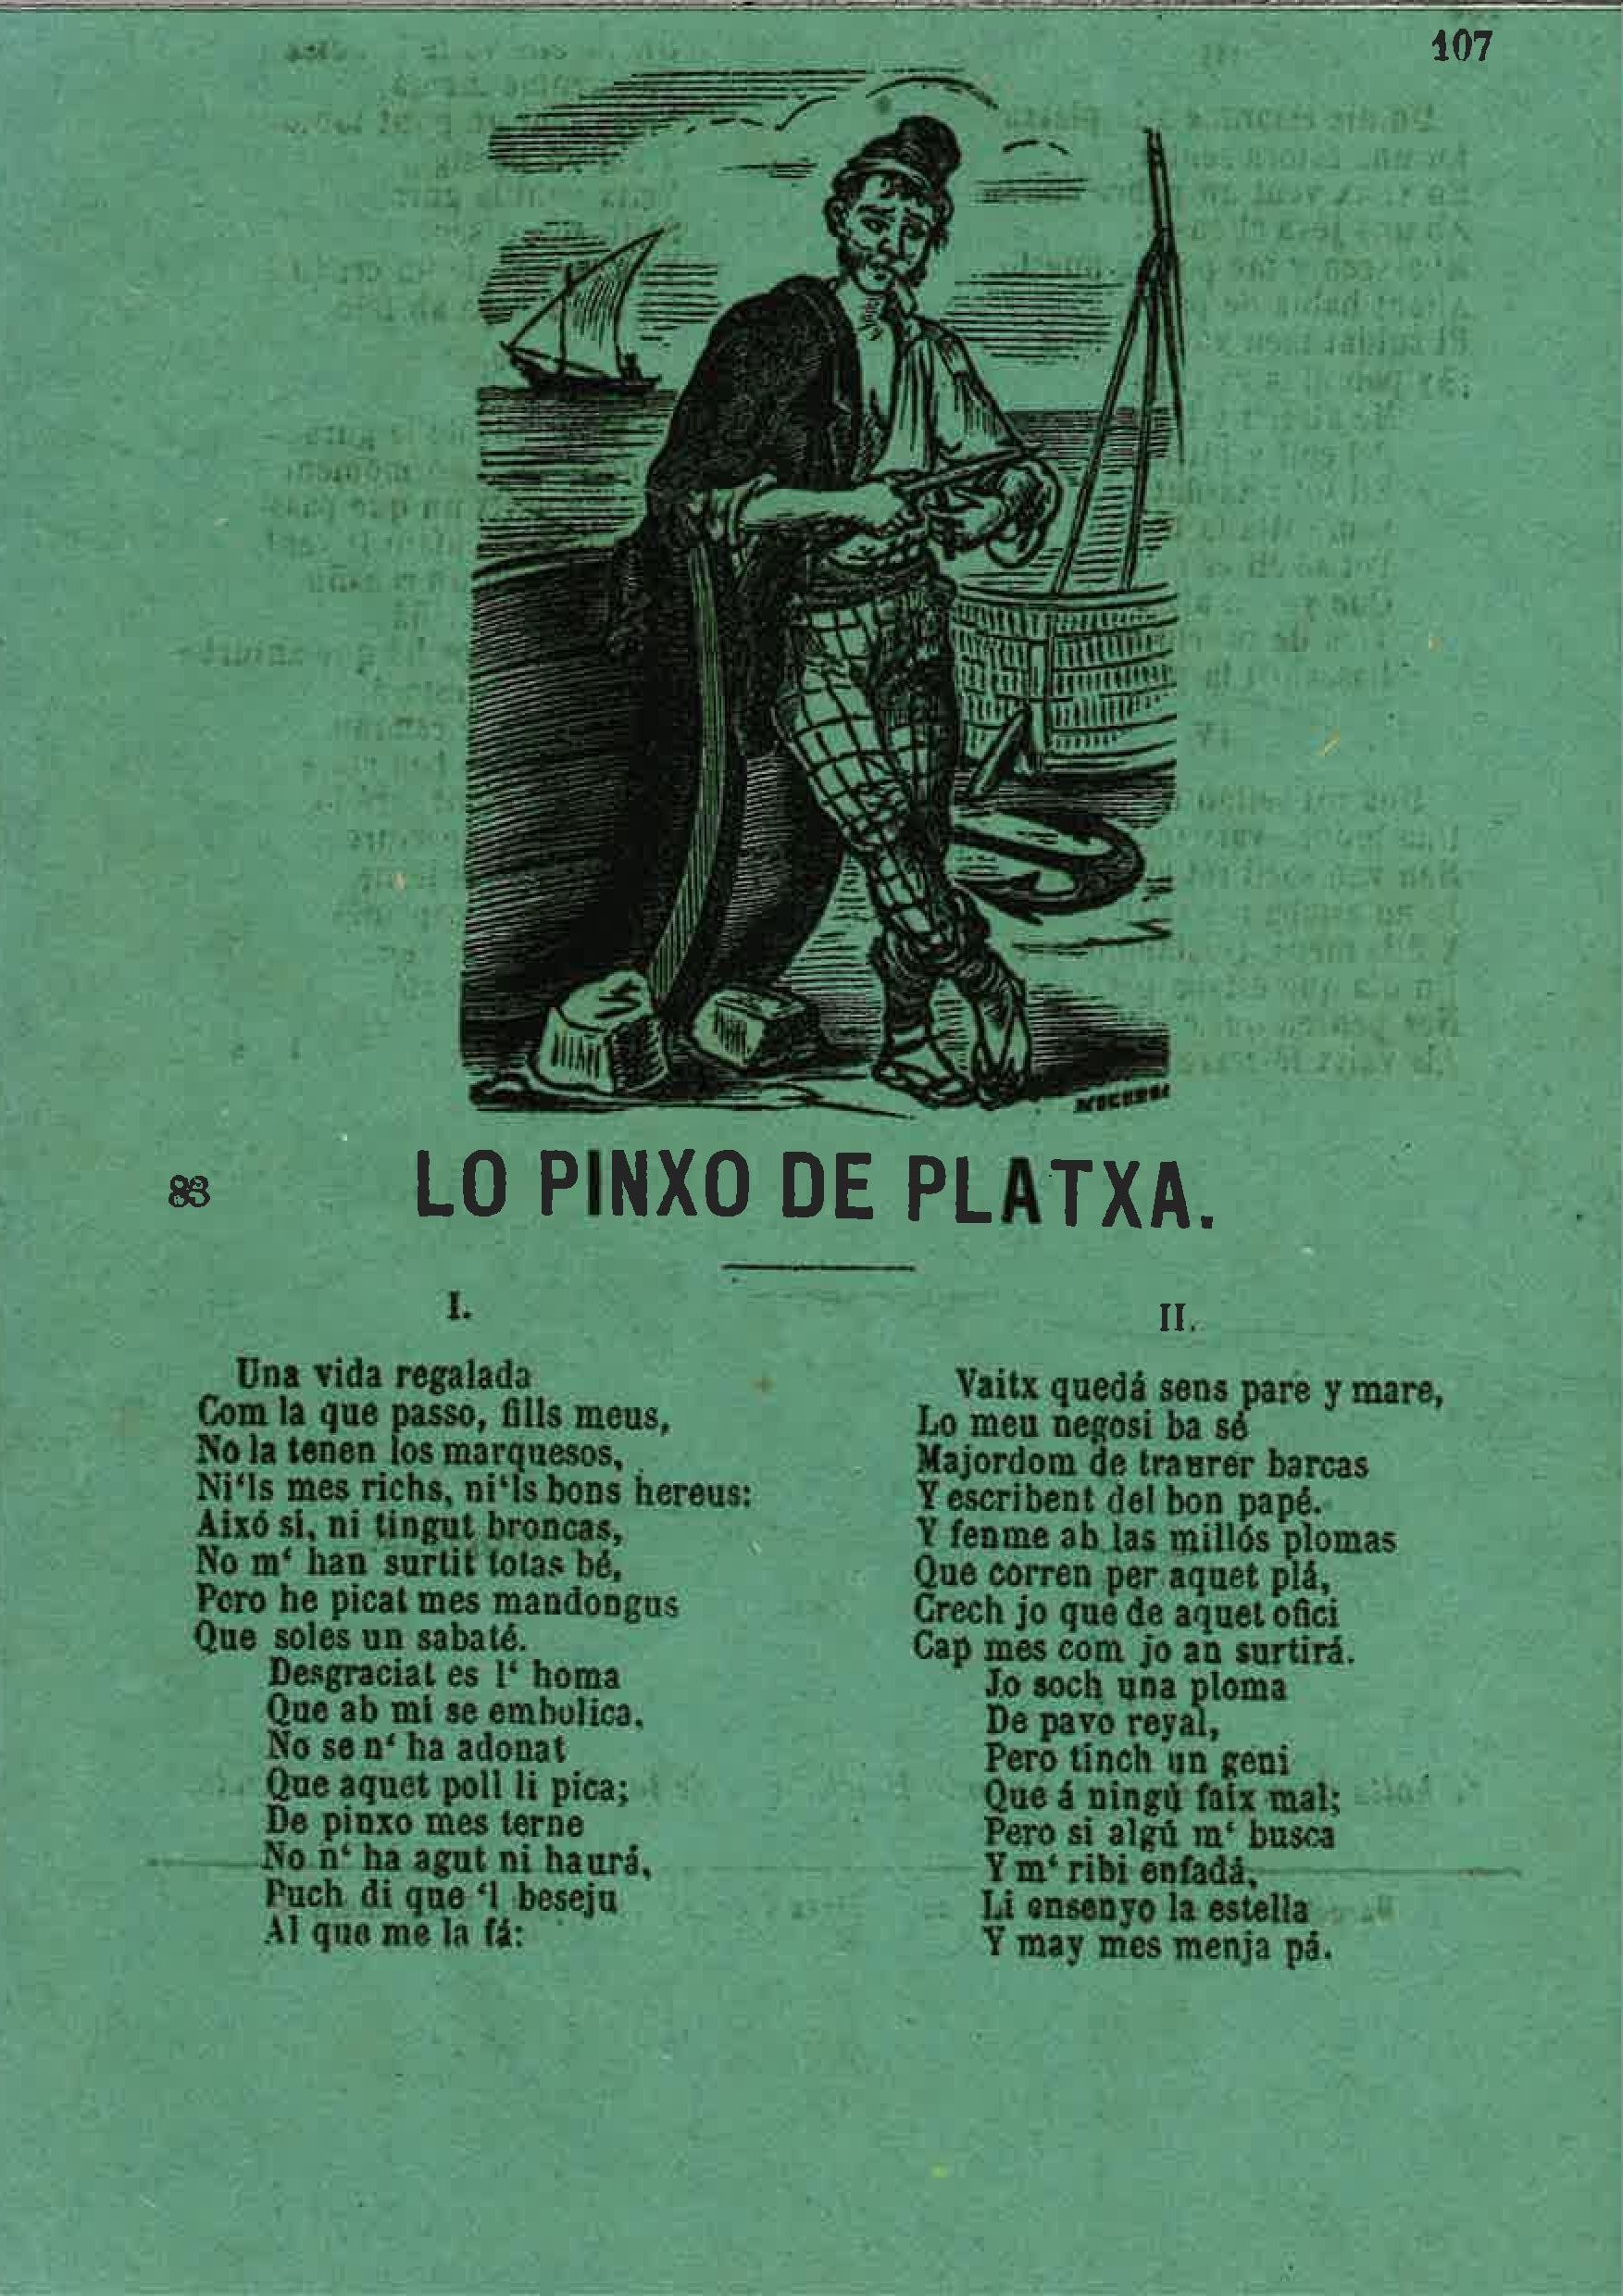 107
83
LO PINXO DE PLATXA.
I.
Una vida regalada
Com la que passo, fills meus,
No la tenen los marquesos,
Ni‘ls mes richs, ni‘ls bons hereus:
Aixó si, ni tingut broncas,
No m‘ han surtit totas bé,
Pero he picat mes mandongus
Que soles un sabaté.
Desgraciat es l‘ homa
Que ab mi se embolica,
No se n‘ ha adonat
Que aquet poll li pica;
De pinxo mes terne
No n‘ ha agut ni haurá,
Puch di que ‘l beseju
Al que me la fá:
II.
Vaitx quedá sens pare y mare,
Lo meu negosi ba sé
Majordom de traurer barcas
Y escribent del bon papé.
Y fenme ab las millós plomas
Que corren per aquet plá,
Crech jo que de aquet ofici
Cap mes com jo an surtirá.
Jo soch una ploma
De pavo reyal,
Pero tinch un geni
Que á ningú faix mal;
Pero si algú m‘ busca
Y m‘ ribi enfadá,
Li ensenyo la estella
Y may mes menja pá.